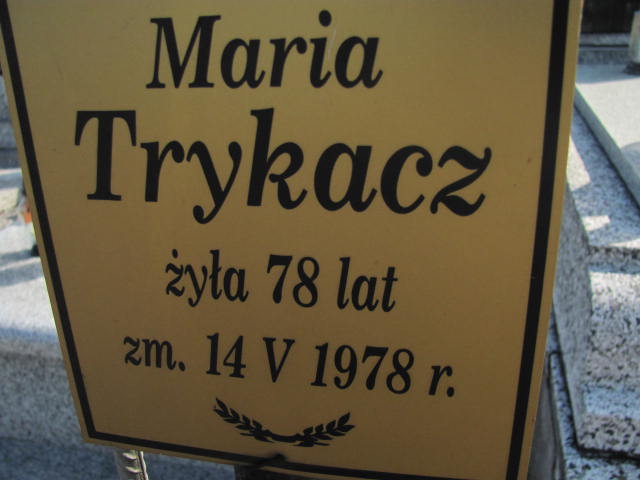 Maria
Trykacz
żyła 78 lat
zm. 14 V 1978 r.